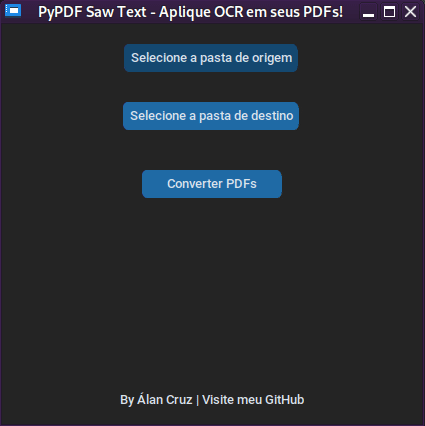 PyPDF Saw Text - Aplique OCR em seus PDFs!
Selecione a pasta de origem
Selecione a pasta de destino
Converter PDFs
By Álan Cruz | Visite meu GitHub